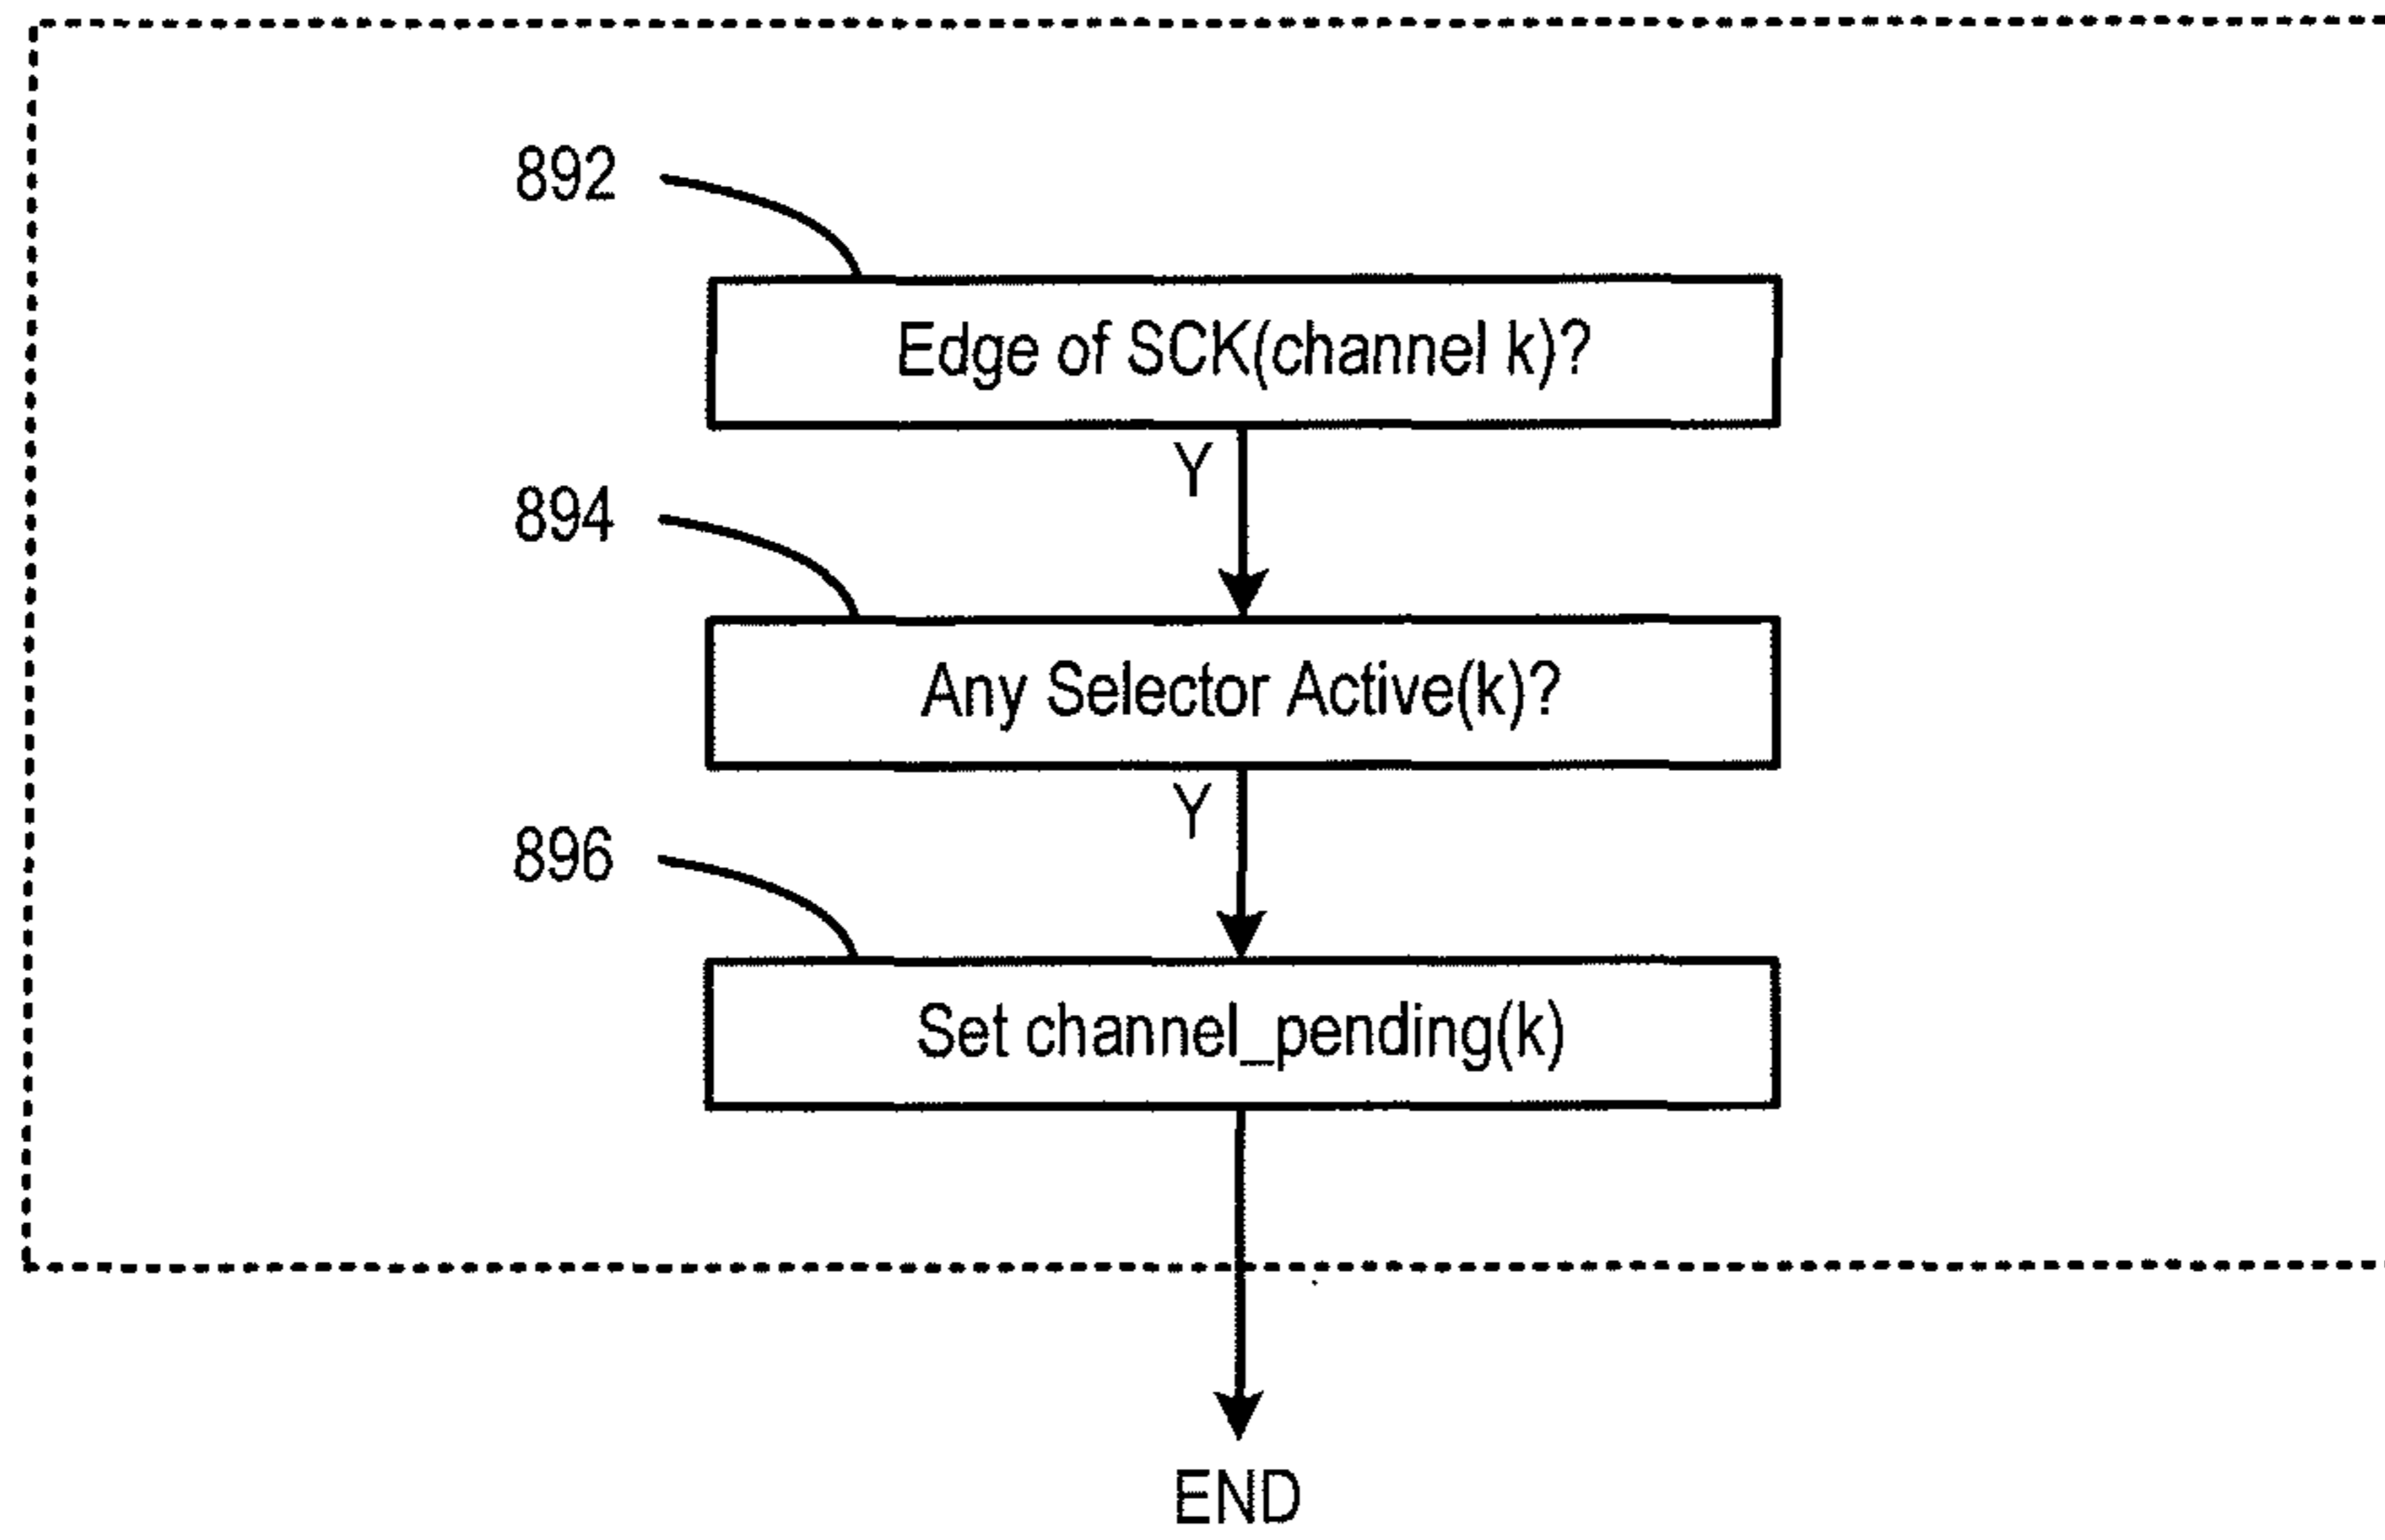 892
Edge of SCK(channel k)?
Y
894
Any Selector Active(k)?
Y
896
Set channel_pending(k)
END